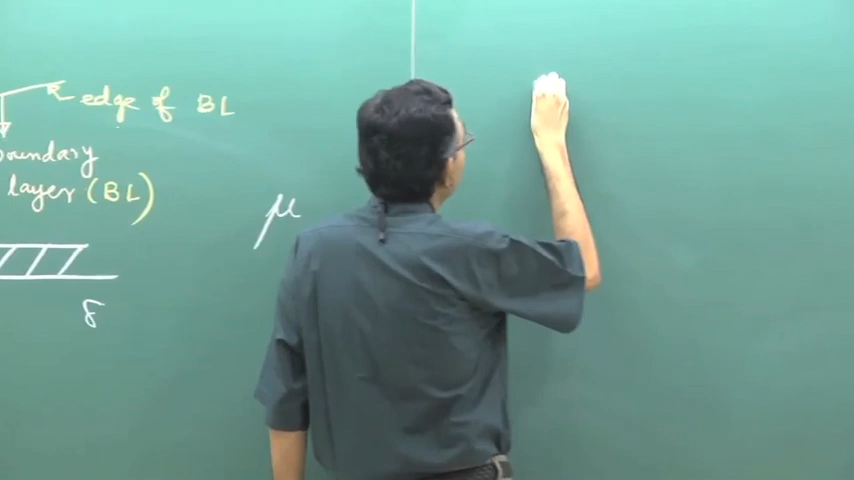 edge of BL
oundary
layer (BL)
μ
δ